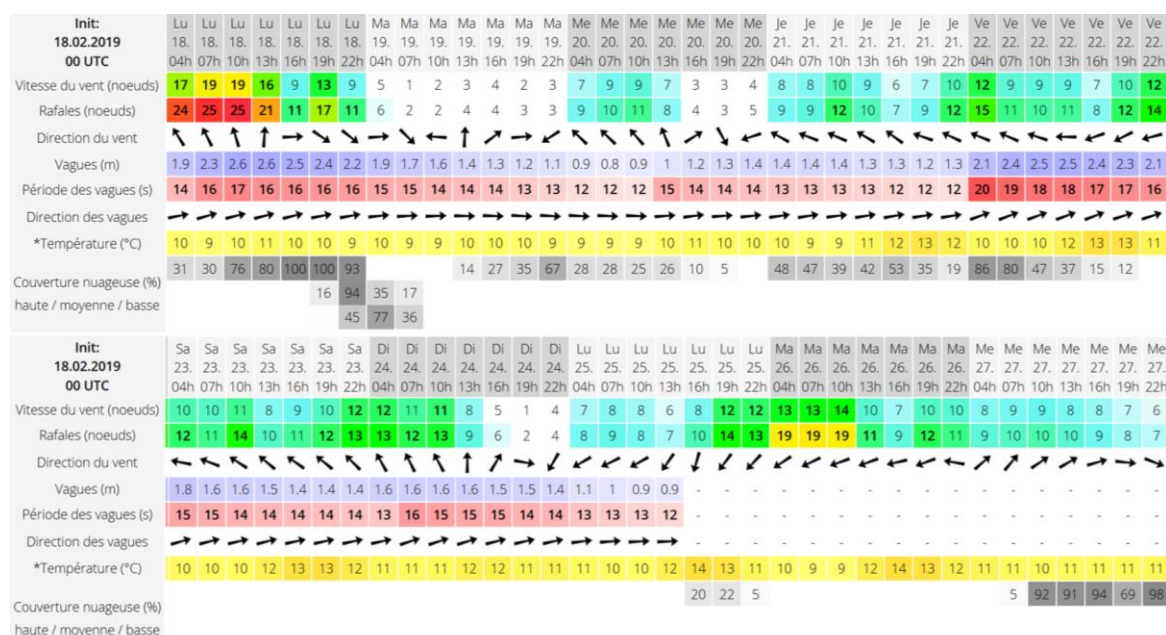 Init: Lu Lu Lu Lu Lu Lu Lu Ma Ma Ma Ma Ma Ma Ma Me Me Me Me Me Me Me Je Je Je Je Je Je Je Ve Ve Ve Ve Ve Ve Ve
18.02.2019 18. 18. 18. 18. 18. 18. 18. 19. 19. 19. 19. 19. 19. 19. 20. 20. 20. 20. 20. 20. 20. 21. 21. 21. 21. 21. 21. 21. 22. 22. 22. 22. 22. 22. 22.
00 UTC 04h 07h 10h 13h 16h 19h 22h 04h 07h 10h 13h 16h 19h 22h 04h 07h 10h 13h 16h 19h 22h 04h 07h 10h 13h 16h 19h 22h 04h 07h 10h 13h 16h 19h 22h
Vitesse du vent (noeuds) 17 19 19 16 9 13 9 5 1 2 3 4 2 3 7 9 9 7 3 3 4 8 8 10 9 6 7 10 12 9 9 9 7 10 12
Rafales (noeuds) 24 25 25 21 11 17 11 6 2 2 4 4 3 3 9 10 11 8 4 3 3 9 9 12 10 7 9 12 15 11 10 11 8 12 14
Direction du vent
Vagues (m) 1.9 2.3 2.6 2.6 2.5 2.4 2.2 1.9 1.7 1.6 1.4 1.3 1.2 1.1 0.9 0.8 0.9 1 1.2 1.3 1.4 1.4 1.4 1.4 1.3 1.3 1.2 1.3 2.1 2.4 2.5 2.5 2.4 2.3 2.1
Période des vagues (s) 14 16 17 16 16 16 16 15 15 14 14 14 13 13 12 12 12 15 14 14 14 13 13 13 13 12 12 12 20 19 18 18 17 17 16
Direction des vagues
*Température (°C) 10 9 10 11 10 10 9 10 9 9 10 10 10 10 9 9 9 9 10 11 10 10 10 9 9 11 12 13 12 10 10 10 12 13 13 11
Couverture nuageuse (%) 31 30 76 80 100 100 93 14 27 35 67 28 28 25 26 10 5 48 47 39 42 53 35 19 86 80 47 37 15 12
haute / moyenne / basse 16 94 35 17
45 77 36
Init: Sa Sa Sa Sa Sa Sa Sa Di Di Di Di Di Di Di Lu Lu Lu Lu Lu Lu Lu Ma Ma Ma Ma Ma Ma Ma Me Me Me Me Me Me Me
18.02.2019 23. 23. 23. 23. 23. 23. 23. 24. 24. 24. 24. 24. 24. 24. 25. 25. 25. 25. 25. 25. 25. 26. 26. 26. 26. 26. 26. 26. 27. 27. 27. 27. 27. 27. 27.
00 UTC 04h 07h 10h 13h 16h 19h 22h 04h 07h 10h 13h 16h 19h 22h 04h 07h 10h 13h 16h 19h 22h 04h 07h 10h 13h 16h 19h 22h 04h 07h 10h 13h 16h 19h 22h
Vitesse du vent (noeuds) 10 10 11 8 9 10 12 12 11 11 8 5 1 4 7 8 8 6 8 12 12 13 13 14 10 7 10 10 8 9 9 8 8 7 6
Rafales (noeuds) 12 11 14 10 11 12 13 13 12 13 9 6 2 4 8 9 8 7 10 14 13 19 19 19 11 9 12 11 9 10 10 10 9 8 7
Direction du vent
Vagues (m) 1.8 1.6 1.6 1.5 1.4 1.4 1.4 1.6 1.6 1.6 1.6 1.5 1.5 1.4 1.1 1 0.9 0.9 - - - - - - - - - - - - - - - - -
Période des vagues (s) 15 15 14 14 14 14 14 13 16 15 15 15 14 14 13 13 13 12 - - - - - - - - - - - - - - - - -
Direction des vagues - - - - - - - - - - - - - - - - -
*Température (°C) 10 10 10 12 13 13 12 11 11 11 12 12 11 11 11 10 10 12 14 13 11 10 9 9 12 14 13 12 11 11 10 11 11 11 11
Couverture nuageuse (%) 20 22 5 5 92 91 94 69 98
haute / moyenne / basse